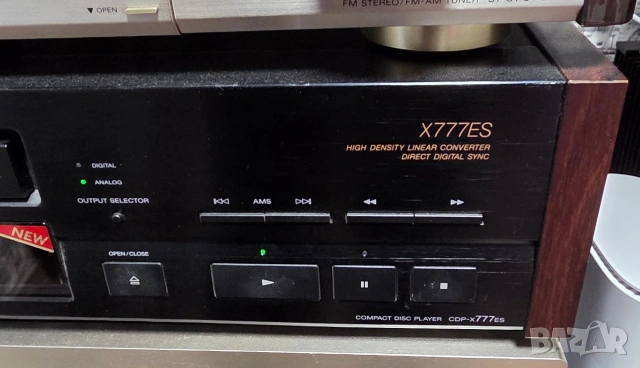 ▼ OPEN
FM STEREO/FM-AM TUNER
X777ES
HIGH DENSITY LINEAR CONVERTER
DIRECT DIGITAL SYNC
DIGITAL
ANALOG
OUTPUT SELECTOR
AMS
NEW
OPEN/CLOSE
COMPACT DISC PLAYER CDP-X777ES
BAZAR